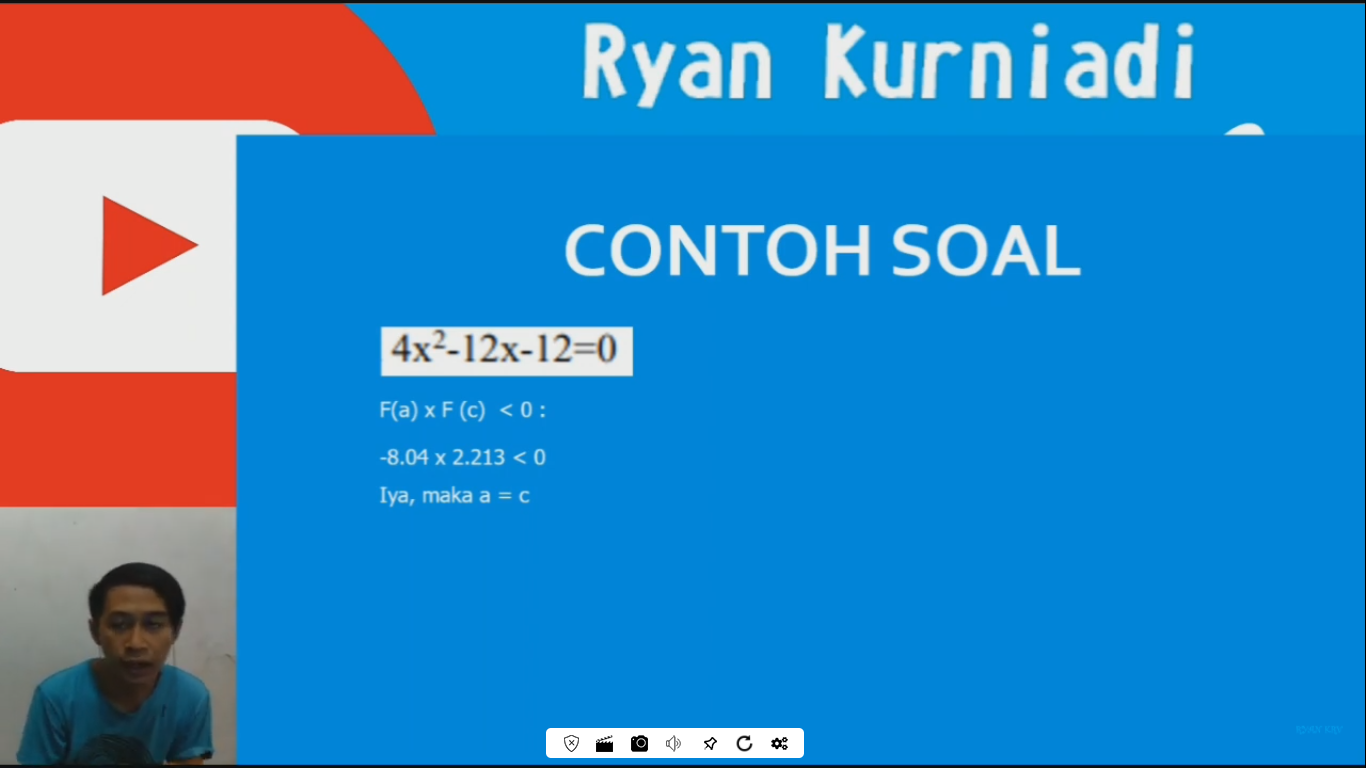 Ryan Kurniadi
CONTOH SOAL
4x²-12x-12=0
F(a) x F (c) < 0 :
-8.04 x 2.213 < 0
Iya, maka a = c